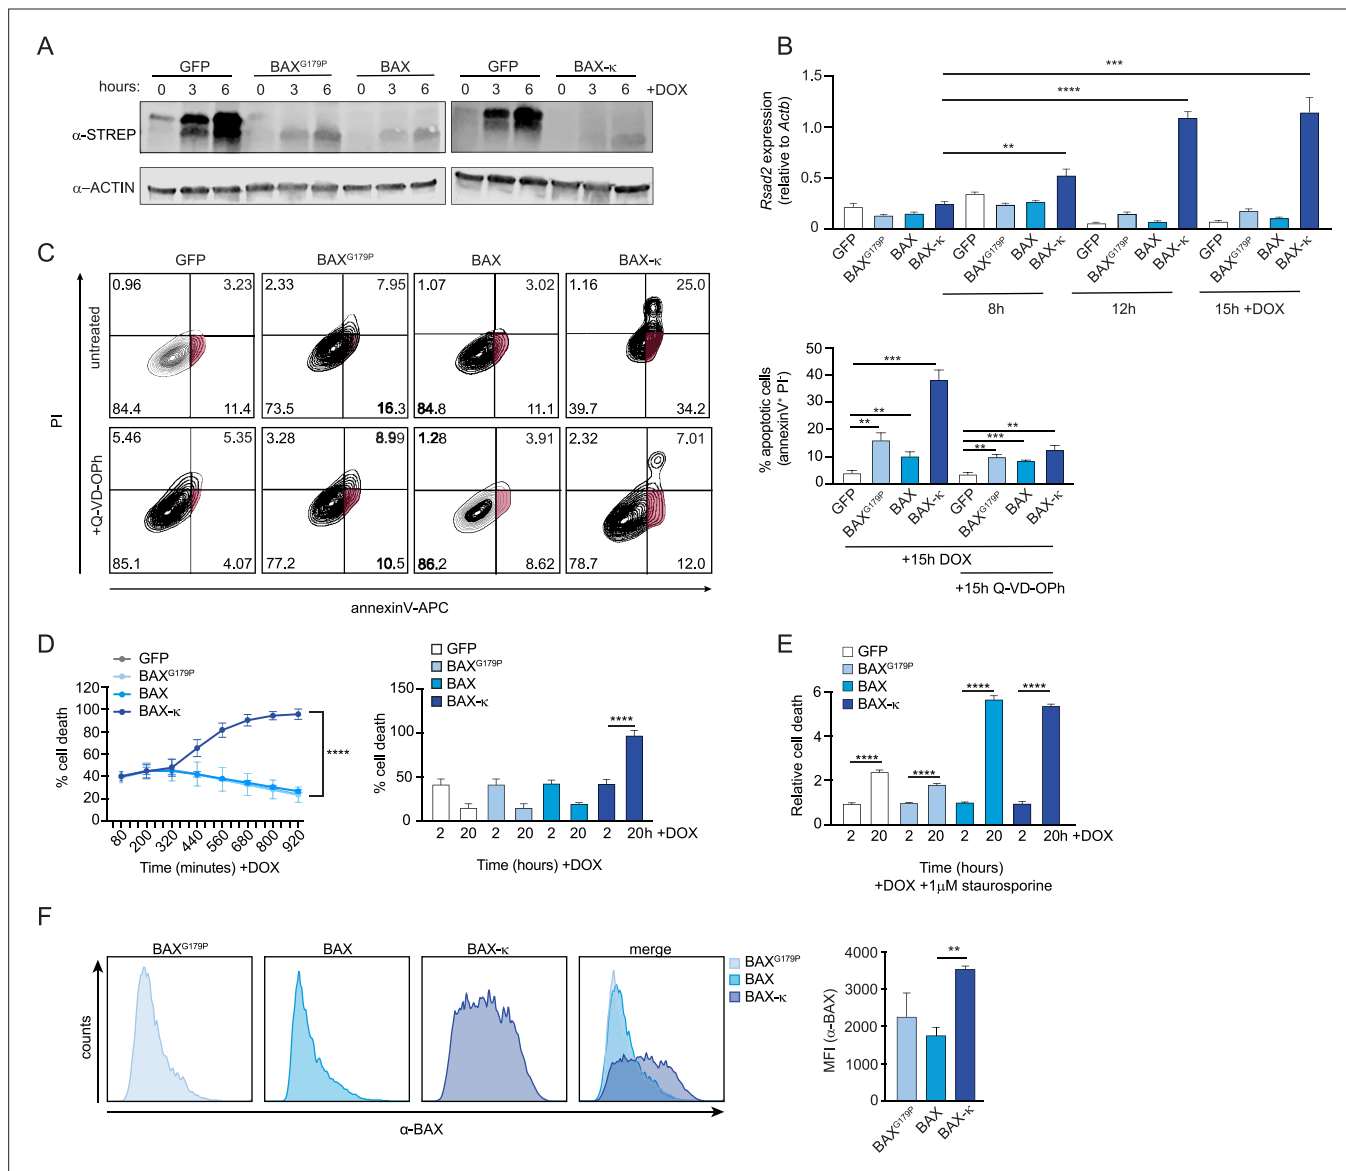 A
GFP BAXG179P BAX GFP BAX-κ
hours: 0 3 6 0 3 6 0 3 6 0 3 6 0 3 6 +DOX
α-STREP
α–ACTIN
B
***
****
**
Rsad2 expression
(relative to Actb)
1.5
1.0
0.5
0
GFP BAXG179P BAX BAX-κ GFP BAXG179P BAX BAX-κ GFP BAXG179P BAX BAX-κ GFP BAXG179P BAX BAX-κ
8h 12h 15h +DOX
C
GFP BAXG179P BAX BAX-κ
untreated
0.96 3.23 2.33 7.95 1.07 3.02 1.16 25.0
84.4 11.4 73.5 16.3 84.8 11.1 39.7 34.2
PI
+Q-VD-OPh
5.46 5.35 3.28 8.99 1.28 3.91 2.32 7.01
85.1 4.07 77.2 10.5 86.2 8.62 78.7 12.0
annexinV-APC
% apoptotic cells
(annexinV+ PI-)
50
40
30
20
10
0
***
**
**
**
***
**
GFP BAXG179P BAX BAX-κ GFP BAXG179P BAX BAX-κ
+15h DOX
+15h Q-VD-OPh
D
GFP
BAXG179P
BAX
BAX-κ
% cell death
120
100
80
60
40
20
0
****
80 200 320 440 560 680 800 920
Time (minutes) +DOX
GFP
BAXG179P
BAX
BAX-κ
% cell death
150
100
50
0
****
2 20 2 20 2 20 2 20h +DOX
Time (hours) +DOX
E
GFP
BAXG179P
BAX
BAX-κ
Relative cell death
6
4
2
0
**** **** **** ****
2 20 2 20 2 20 2 20h +DOX
Time (hours)
+DOX +1µM staurosporine
F
BAXG179P BAX BAX-κ merge
BAXG179P
BAX
BAX-κ
counts
α-BAX
MFI (α-BAX)
4000
3000
2000
1000
0
**
BAXG179P BAX BAX-κ